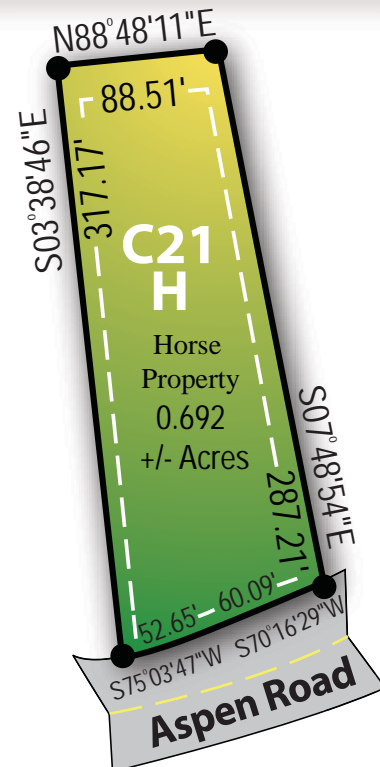 N88°48'11"E
88.51'
S03°38'46"E
317.17'
C21
H
Horse
Property
0.692
+/- Acres
S07°48'54"E
287.21'
52.65'
60.09'
S75°03'47"W
S70°16'29"W
Aspen Road